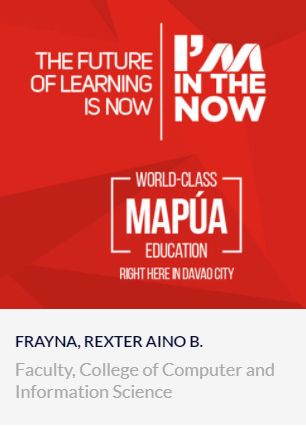 THE FUTURE
OF LEARNING
IS NOW
I'M
IN THE
NOW
WORLD-CLASS
MAPÚA
EDUCATION
RIGHT HERE IN DAVAO CITY
FRAYNA, REXTER AINO B.
Faculty, College of Computer and
Information Science